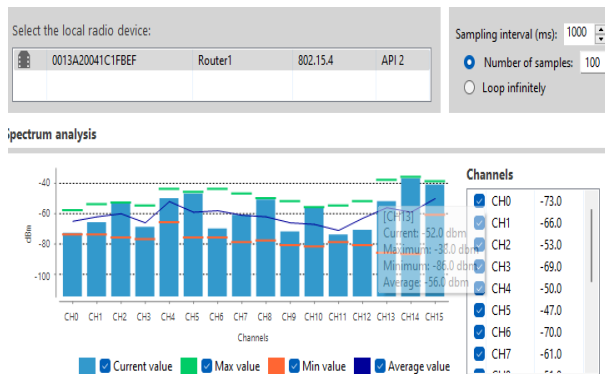 Select the local radio device:
0013A20041C1FBEF Router1 802.15.4 API 2
Sampling interval (ms): 1000
Number of samples: 100
Loop infinitely
Spectrum analysis
-40
-60
-80
-100
dBm
[CH13]
Current: -52.0 dbm
Maximum: -38.0 dbm
Minimum: -86.0 dbm
Average: -56.0 dbm
CH0 CH1 CH2 CH3 CH4 CH5 CH6 CH7 CH8 CH9 CH10 CH11 CH12 CH13 CH14 CH15
Channels
Current value Max value Min value Average value
Channels
CH0 -73.0
CH1 -66.0
CH2 -53.0
CH3 -69.0
CH4 -50.0
CH5 -47.0
CH6 -70.0
CH7 -61.0